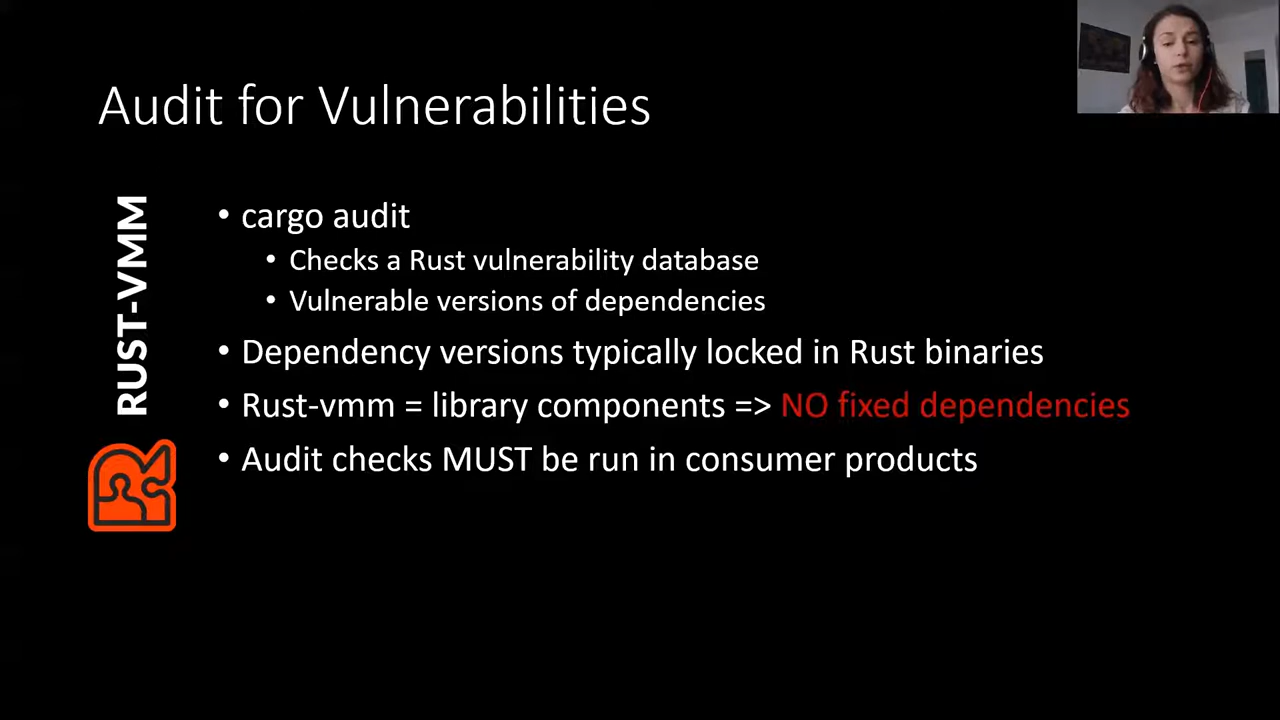 Audit for Vulnerabilities
RUST-VMM
• cargo audit
• Checks a Rust vulnerability database
• Vulnerable versions of dependencies
• Dependency versions typically locked in Rust binaries
• Rust-vmm = library components => NO fixed dependencies
• Audit checks MUST be run in consumer products